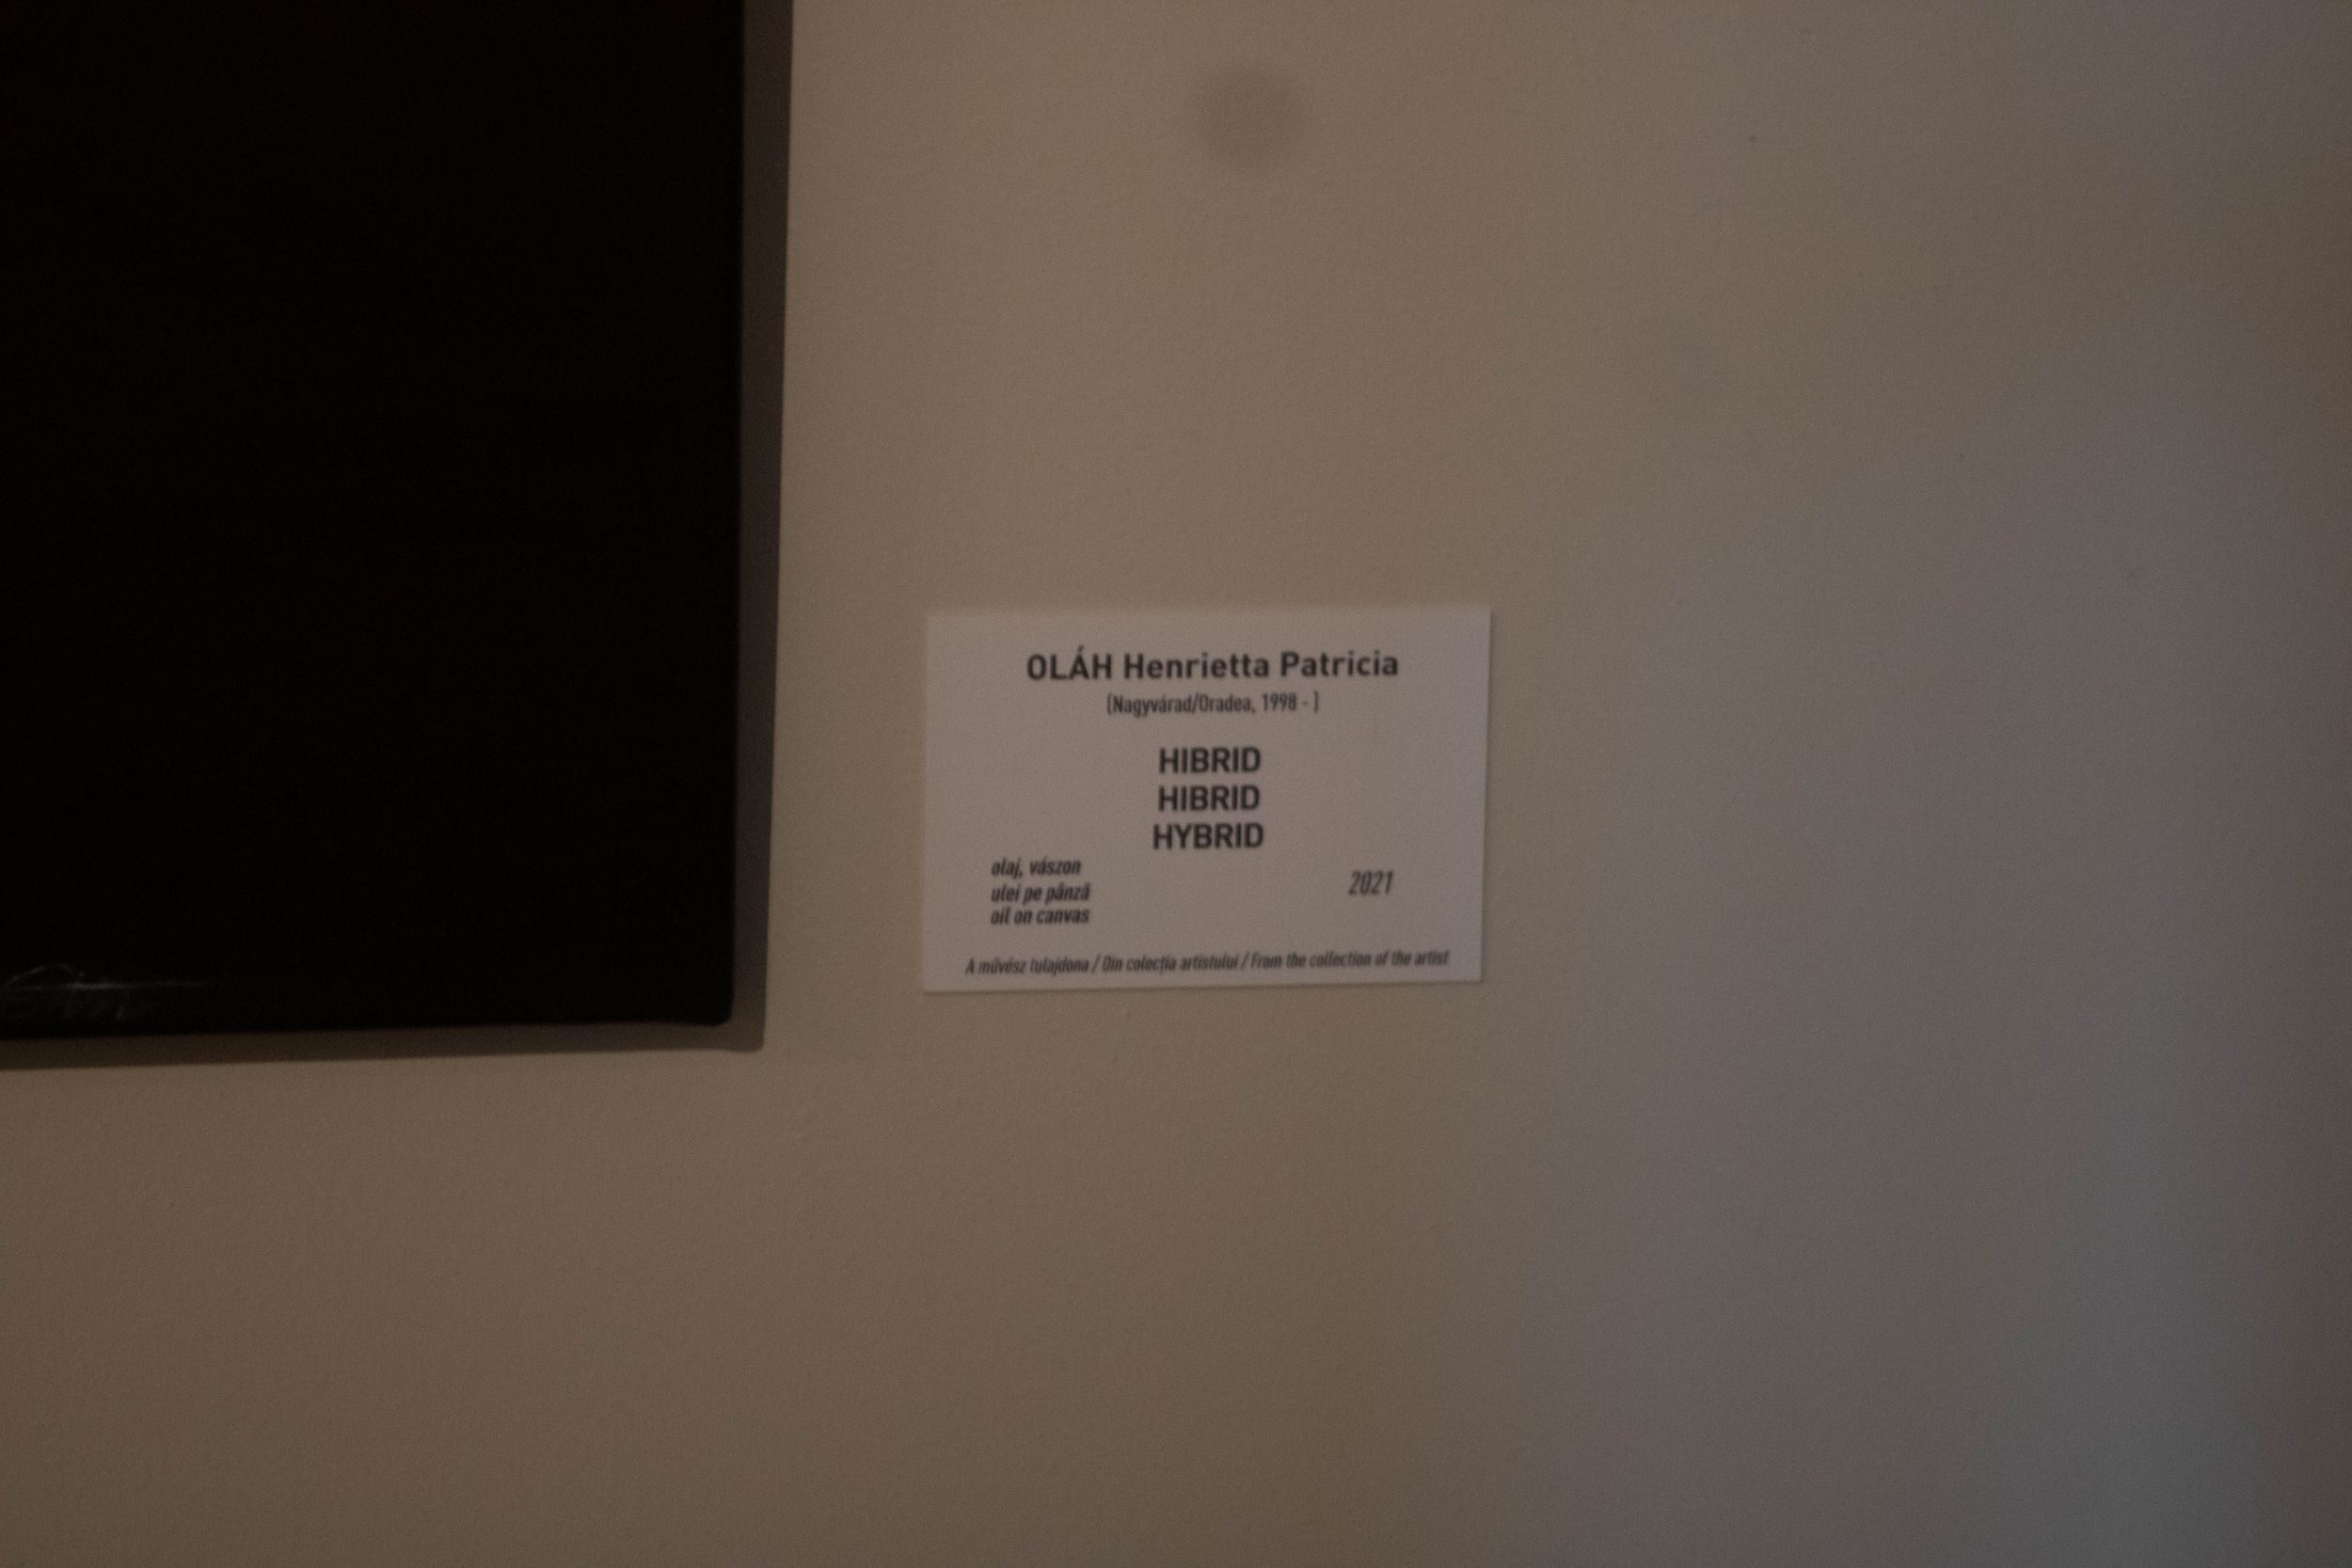 OLÁH Henrietta Patricia
(Nagyvárad/Oradea, 1998 - )
HIBRID
HIBRID
HYBRID
olaj, vászon
ulei pe pânză
oil on canvas
2021
A művész tulajdona / Din colecția artistului / From the collection of the artist